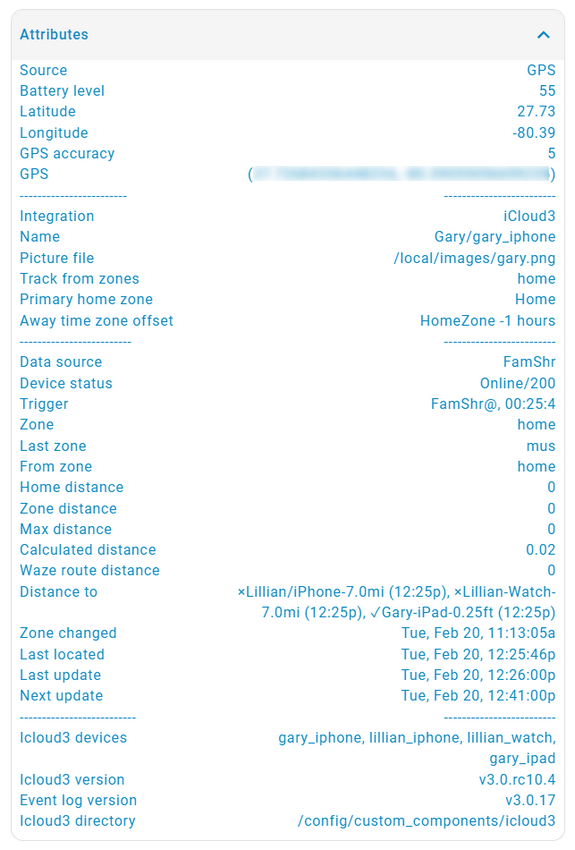 Attributes
Source GPS
Battery level 55
Latitude 27.73
Longitude -80.39
GPS accuracy 5
GPS ( )
----------------------- ------------------------
Integration iCloud3
Name Gary/gary_iphone
Picture file /local/images/gary.png
Track from zones home
Primary home zone Home
Away time zone offset HomeZone -1 hours
------------------------ ------------------------
Data source FamShr
Device status Online/200
Trigger FamShr@, 00:25:4
Zone home
Last zone mus
From zone home
Home distance 0
Zone distance 0
Max distance 0
Calculated distance 0.02
Waze route distance 0
Distance to ×Lillian/iPhone-7.0mi (12:25p), ×Lillian-Watch-
7.0mi (12:25p), ✓Gary-iPad-0.25ft (12:25p)
Zone changed Tue, Feb 20, 11:13:05a
Last located Tue, Feb 20, 12:25:46p
Last update Tue, Feb 20, 12:26:00p
Next update Tue, Feb 20, 12:41:00p
------------------------- ------------------------
Icloud3 devices gary_iphone, lillian_iphone, lillian_watch,
gary_ipad
Icloud3 version v3.0.rc10.4
Event log version v3.0.17
Icloud3 directory /config/custom_components/icloud3